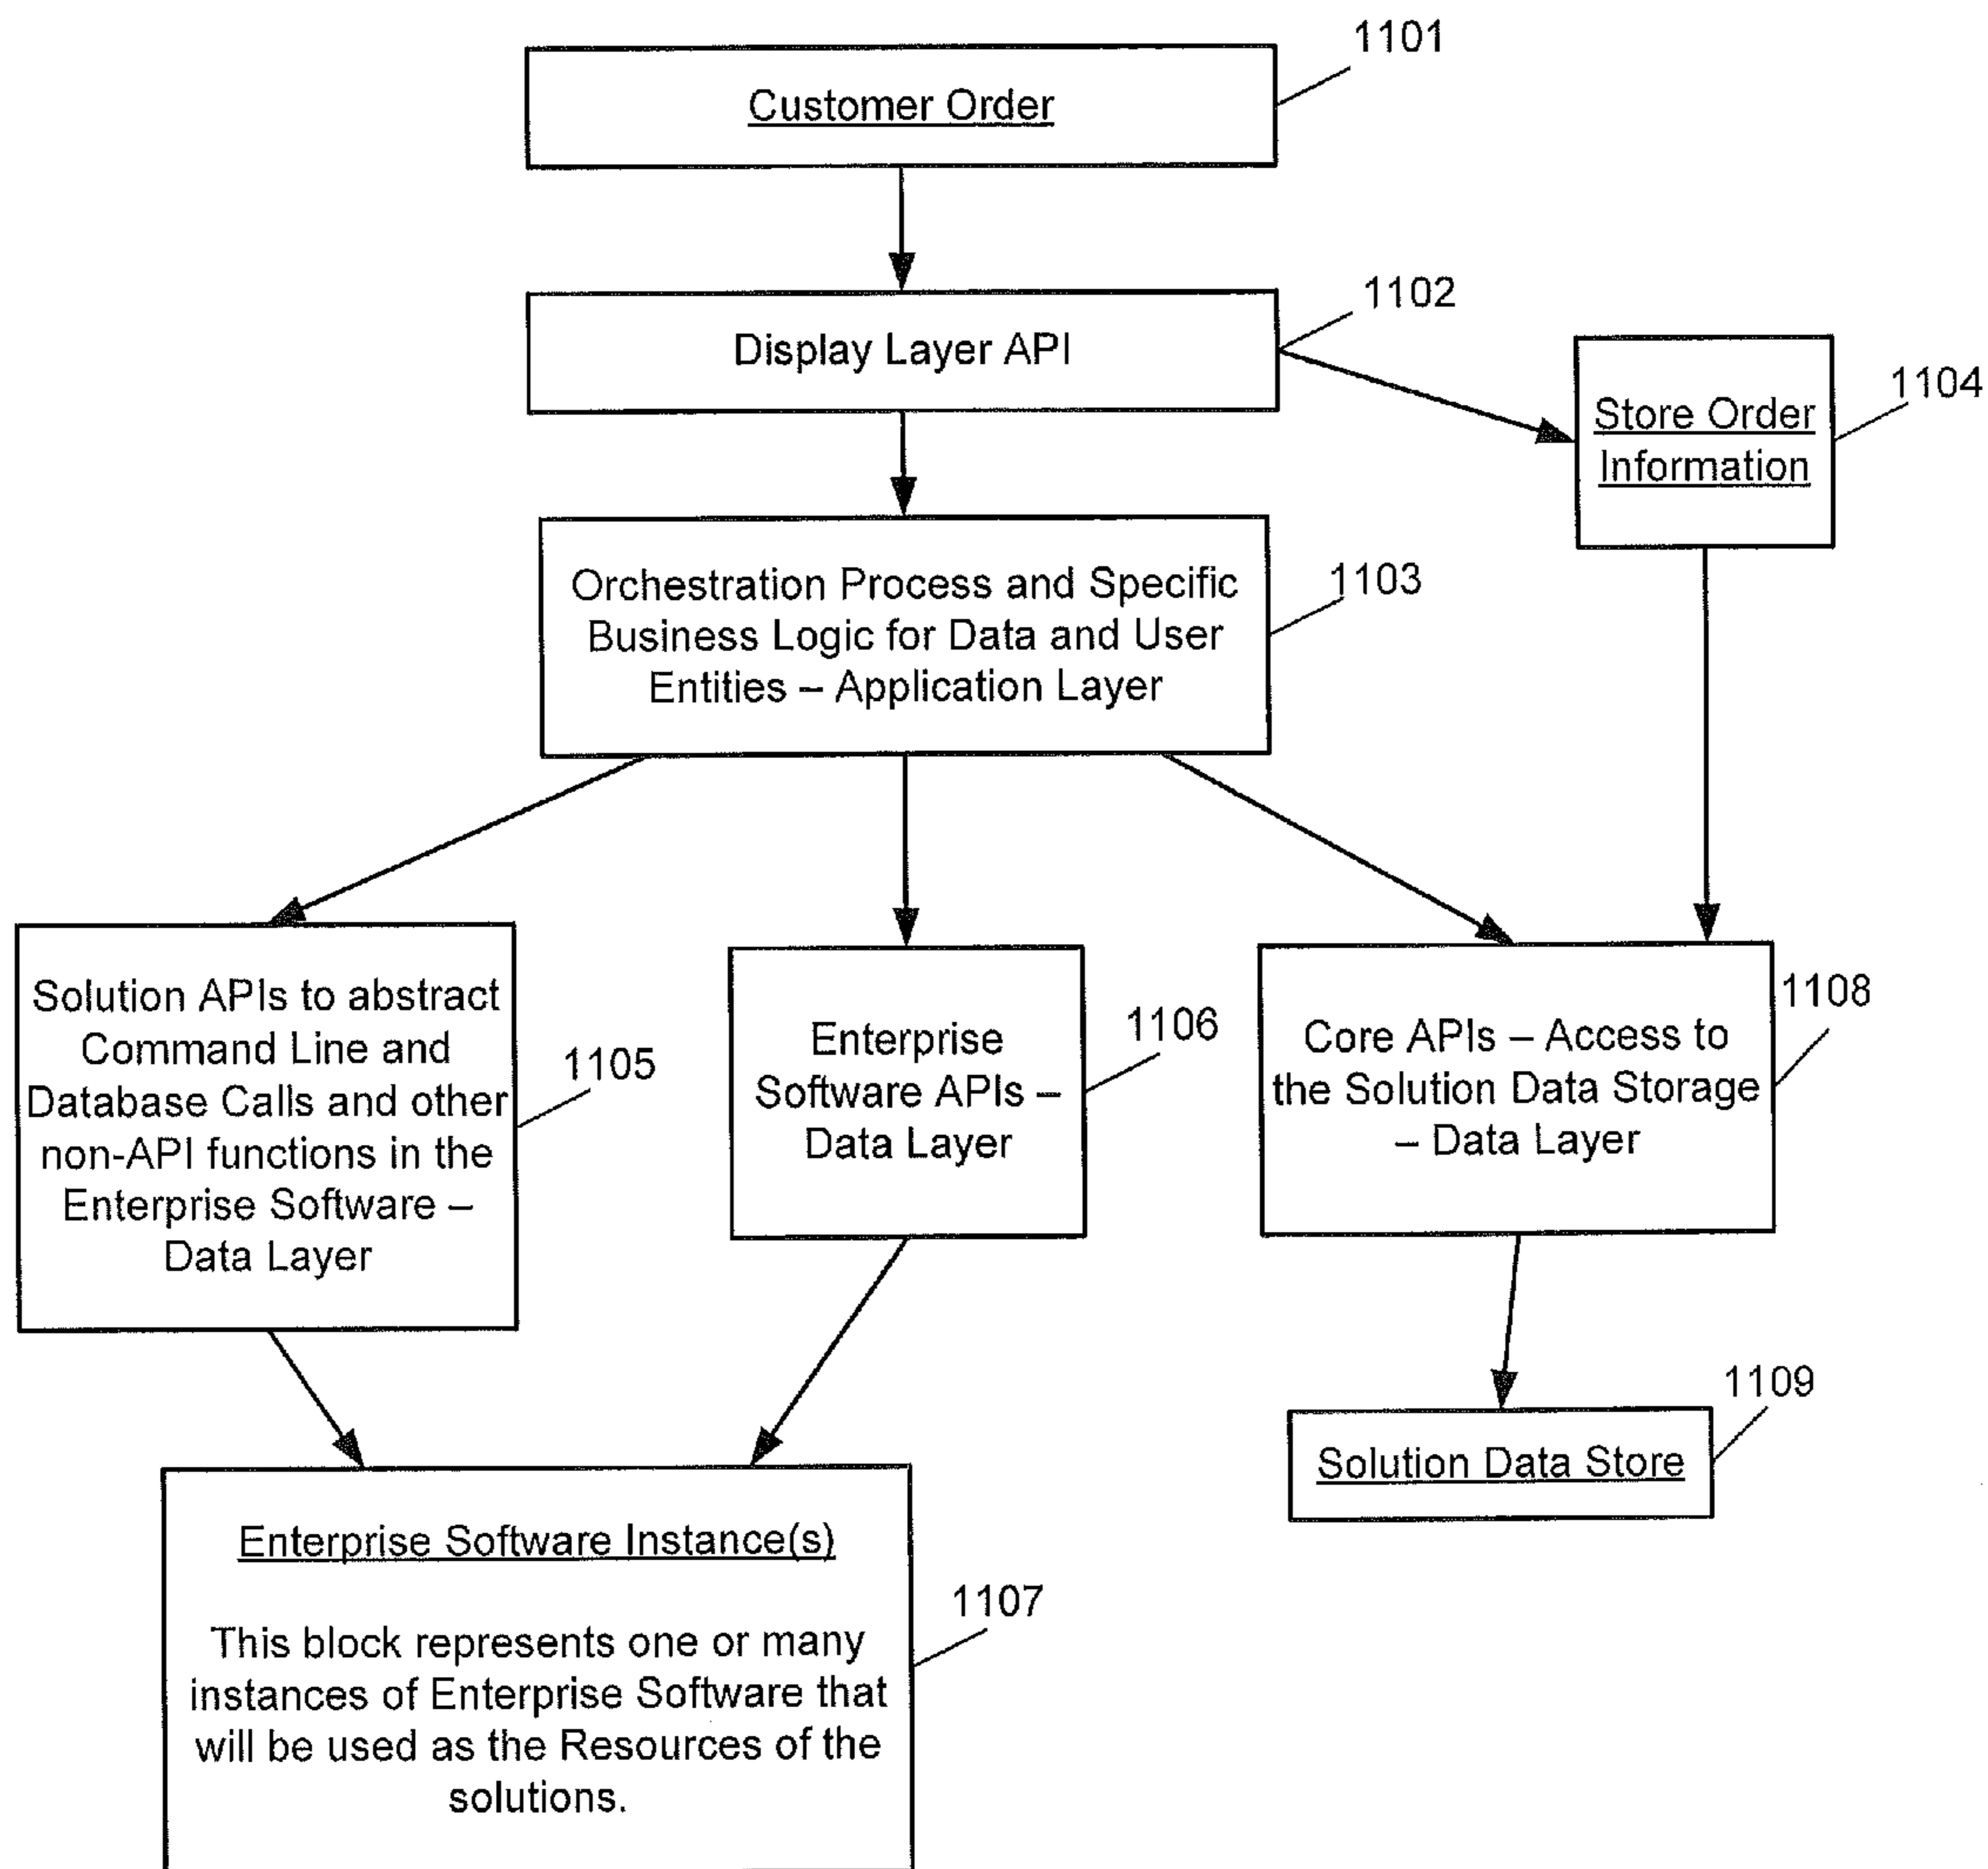 1101
Customer Order
1102
Display Layer API
1104
Store Order
Information
1103
Orchestration Process and Specific
Business Logic for Data and User
Entities – Application Layer
Solution APIs to abstract
Command Line and
Database Calls and other
non-API functions in the
Enterprise Software –
Data Layer
1105
Enterprise
Software APIs –
Data Layer
1106
Core APIs – Access to
the Solution Data Storage
– Data Layer
1108
1109
Solution Data Store
Enterprise Software Instance(s)
This block represents one or many
instances of Enterprise Software that
will be used as the Resources of the
solutions.
1107